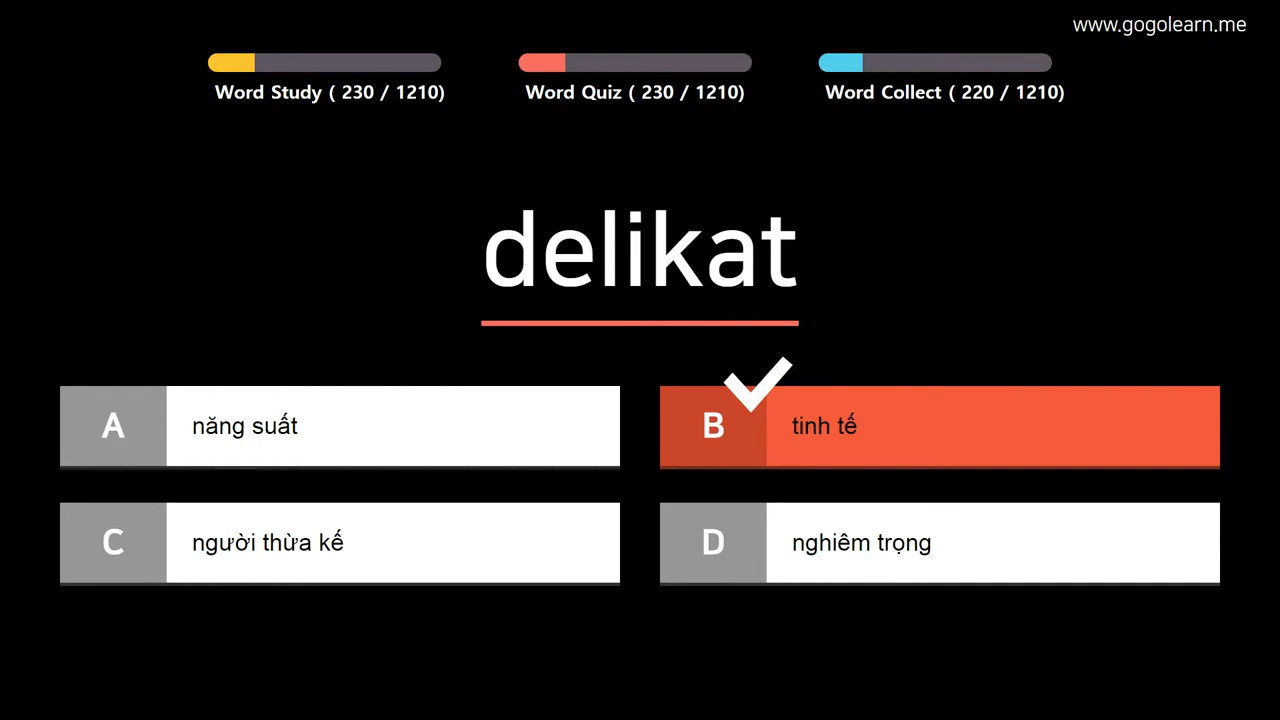 www.gogolearn.me
Word Study ( 230 / 1210)
Word Quiz ( 230 / 1210)
Word Collect ( 220 / 1210)
delikat
A năng suất
B tinh tế
C người thừa kế
D nghiêm trọng